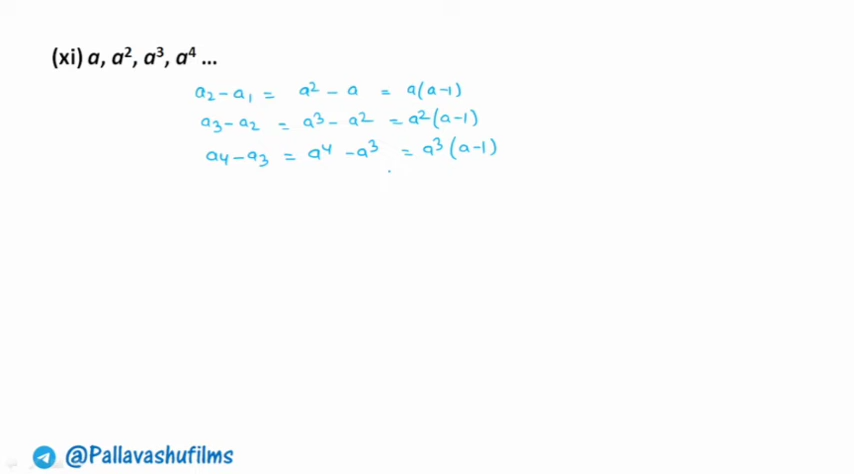 (xi) a, a², a³, a⁴ ...
a₂ − a₁ = a² − a = a(a−1)
a₃ − a₂ = a³ − a² = a²(a−1)
a₄ − a₃ = a⁴ − a³ = a³(a−1)
@Pallavashufilms